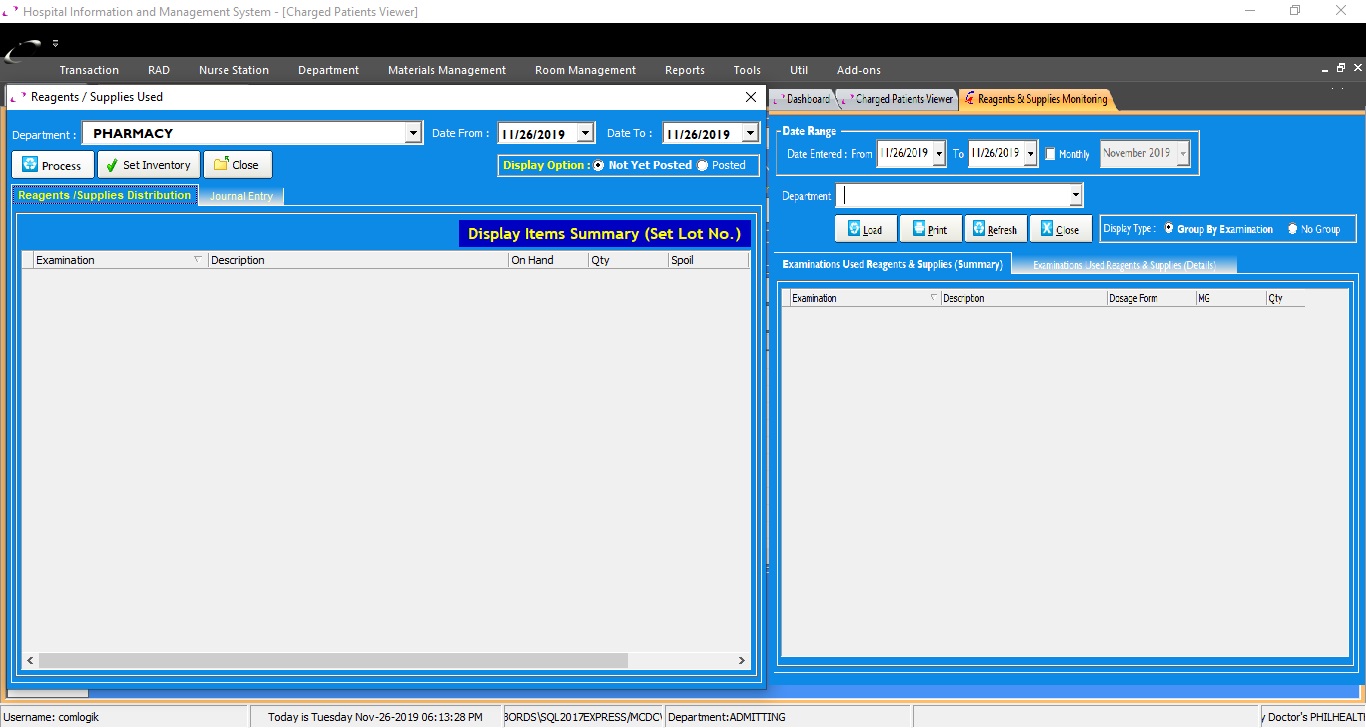 Hospital Information and Management System - [Charged Patients Viewer]
Transaction RAD Nurse Station Department Materials Management Room Management Reports Tools Util Add-ons
Reagents / Supplies Used
Department : PHARMACY Date From : 11/26/2019 Date To : 11/26/2019
Process Set Inventory Close Display Option : Not Yet Posted Posted
Reagents /Supplies Distribution Journal Entry
Display Items Summary (Set Lot No.)
Examination Description On Hand Qty Spoil
Dashboard Charged Patients Viewer Reagents & Supplies Monitoring
Date Range
Date Entered : From 11/26/2019 To 11/26/2019 Monthly November 2019
Department
Load Print Refresh Close Display Type : Group By Examination No Group
Examinations Used Reagents & Supplies (Summary) Examinations Used Reagents & Supplies (Details)
Examination Description Dosage Form MG Qty
Username: comlogik Today is Tuesday Nov-26-2019 06:13:28 PM BORDS\SQL2017EXPRESS/MCDC Department:ADMITTING y Doctor's PHILHEALT